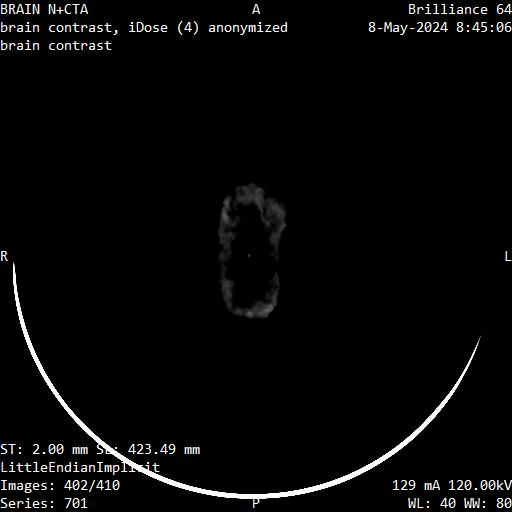 BRAIN N+CTA
A
Brilliance 64
brain contrast, iDose (4) anonymized
8-May-2024 8:45:06
brain contrast
R
L
ST: 2.00 mm SL: 423.49 mm
LittleEndianImplicit
Images: 402/410
129 mA 120.00kV
Series: 701
P
WL: 40 WW: 80